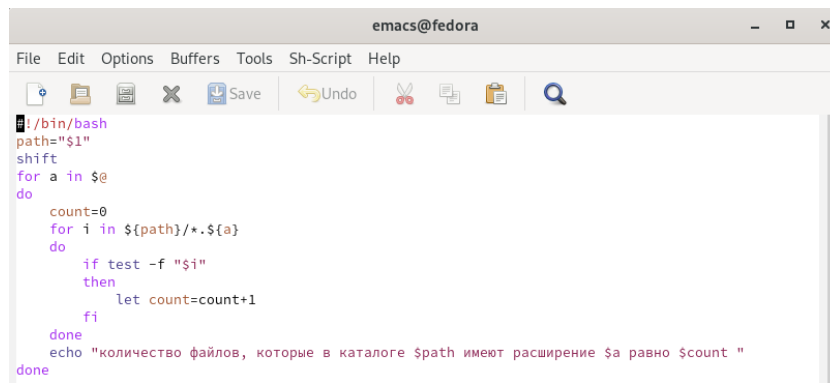 emacs@fedora
File Edit Options Buffers Tools Sh-Script Help
Save Undo
#!/bin/bash
path="$1"
shift
for a in $@
do
    count=0
    for i in ${path}/*.${a}
    do
        if test -f "$i"
        then
            let count=count+1
        fi
    done
    echo "количество файлов, которые в каталоге $path имеют расширение $a равно $count "
done